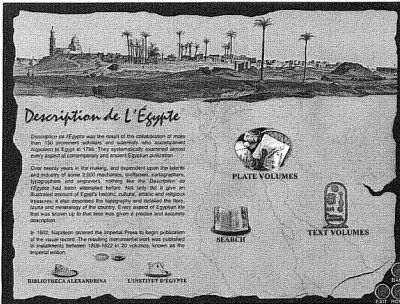 Description de L'Égypte
Description de l'Égypte was the result of the collaboration of more
than 150 prominent scholars and scientists who accompanied
Napoleon to Egypt in 1798. They systematically examined almost
every aspect of contemporary and ancient Egyptian civilization.
Over twenty years in the making, and dependent upon the talents
and industry of some 2,000 mechanics, craftsmen, cartographers,
typographers and engravers, nothing like the Description de
l'Égypte had been attempted before. Not only did it give an
illustrated account of Egypt's historic, cultural, artistic and religious
treasures, it also described the topography and detailed the flora,
fauna and mineralogy of the country. Every aspect of Egyptian life
that was known up to that time was given a precise and accurate
description.
In 1802, Napoleon ordered the Imperial Press to begin publication
of the visual record. The resulting monumental work was published
in installments between 1809-1822 in 20 volumes, known as the
Imperial edition.
PLATE VOLUMES
SEARCH
TEXT VOLUMES
BIBLIOTHECA ALEXANDRINA
L'INSTITUT D'ÉGYPTE
EXIT